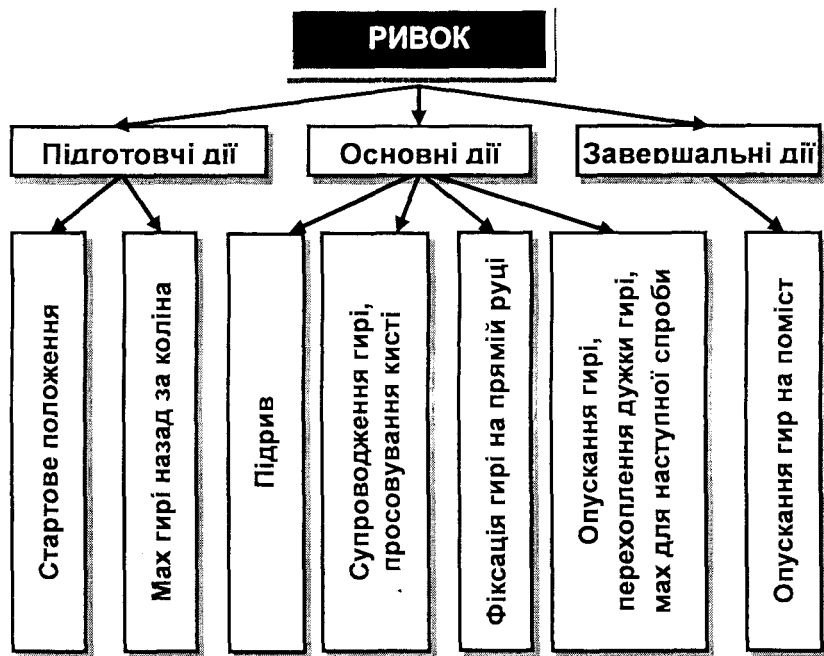 РИВОК
Підготовчі дії
Основні дії
Завершальні дії
Стартове положення
Мах гирі назад за коліна
Підрив
Супроводження гирі,
просовування кисті
Фіксація гирі на прямій руці
Опускання гирі,
перехоплення дужки гирі,
мах для наступної спроби
Опускання гир на поміст